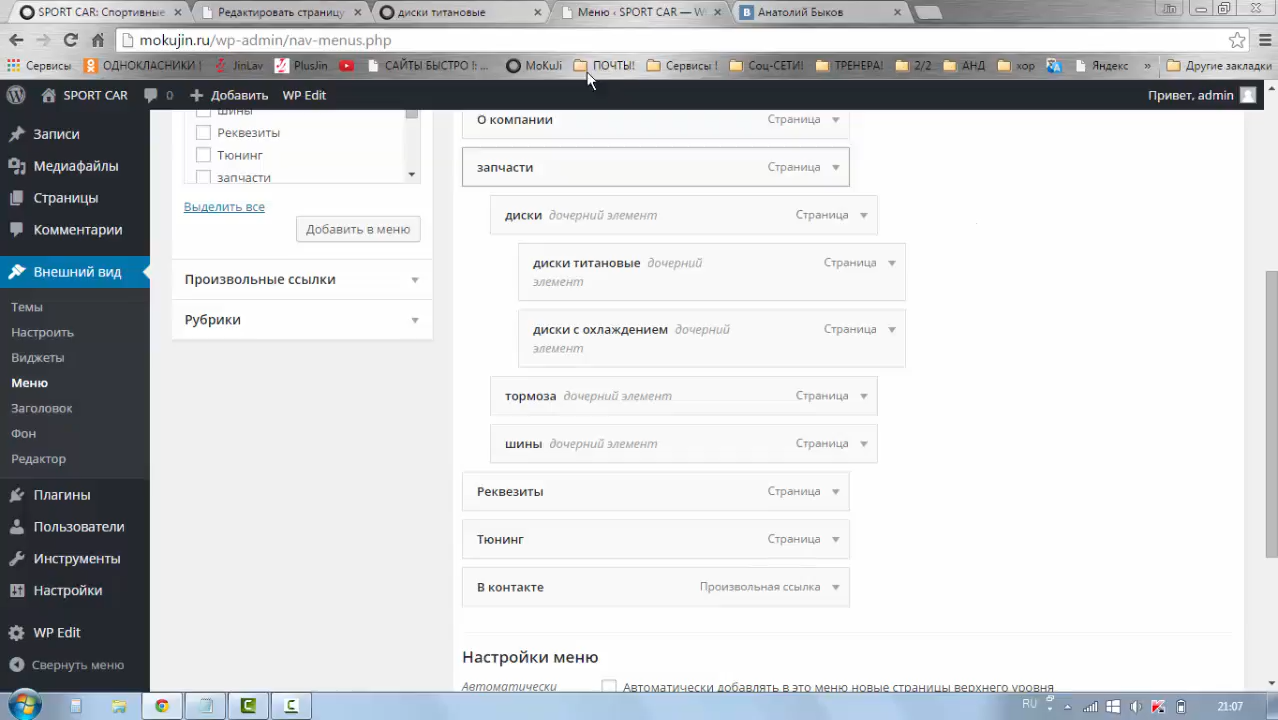 SPORT CAR: Спортивные
Редактировать страницу
диски титановые
Меню ‹ SPORT CAR — W
Анатолий Быков
mokujin.ru/wp-admin/nav-menus.php
Сервисы
ОДНОКЛАСНИКИ !
JinLav
PlusJin
САЙТЫ БЫСТРО !: ...
MoKuJi
ПОЧТЫ!
Сервисы !
Соц-СЕТИ!
ТРЕНЕРА!
2/2
АНД
хор
Яндекс
»
Другие закладки
SPORT CAR
0
Добавить
WP Edit
Привет, admin
Записи
Медиафайлы
Страницы
Комментарии
Внешний вид
Темы
Настроить
Виджеты
Меню
Заголовок
Фон
Редактор
Плагины
Пользователи
Инструменты
Настройки
WP Edit
Свернуть меню
шины
Реквезиты
Тюнинг
запчасти
Выделить все
Добавить в меню
Произвольные ссылки
Рубрики
О компании Страница
запчасти Страница
диски дочерний элемент Страница
диски титановые дочерний Страница
элемент
диски с охлаждением дочерний Страница
элемент
тормоза дочерний элемент Страница
шины дочерний элемент Страница
Реквезиты Страница
Тюнинг Страница
В контакте Произвольная ссылка
Настройки меню
Автоматически Автоматически добавлять в это меню новые страницы верхнего уровня
RU
21:07